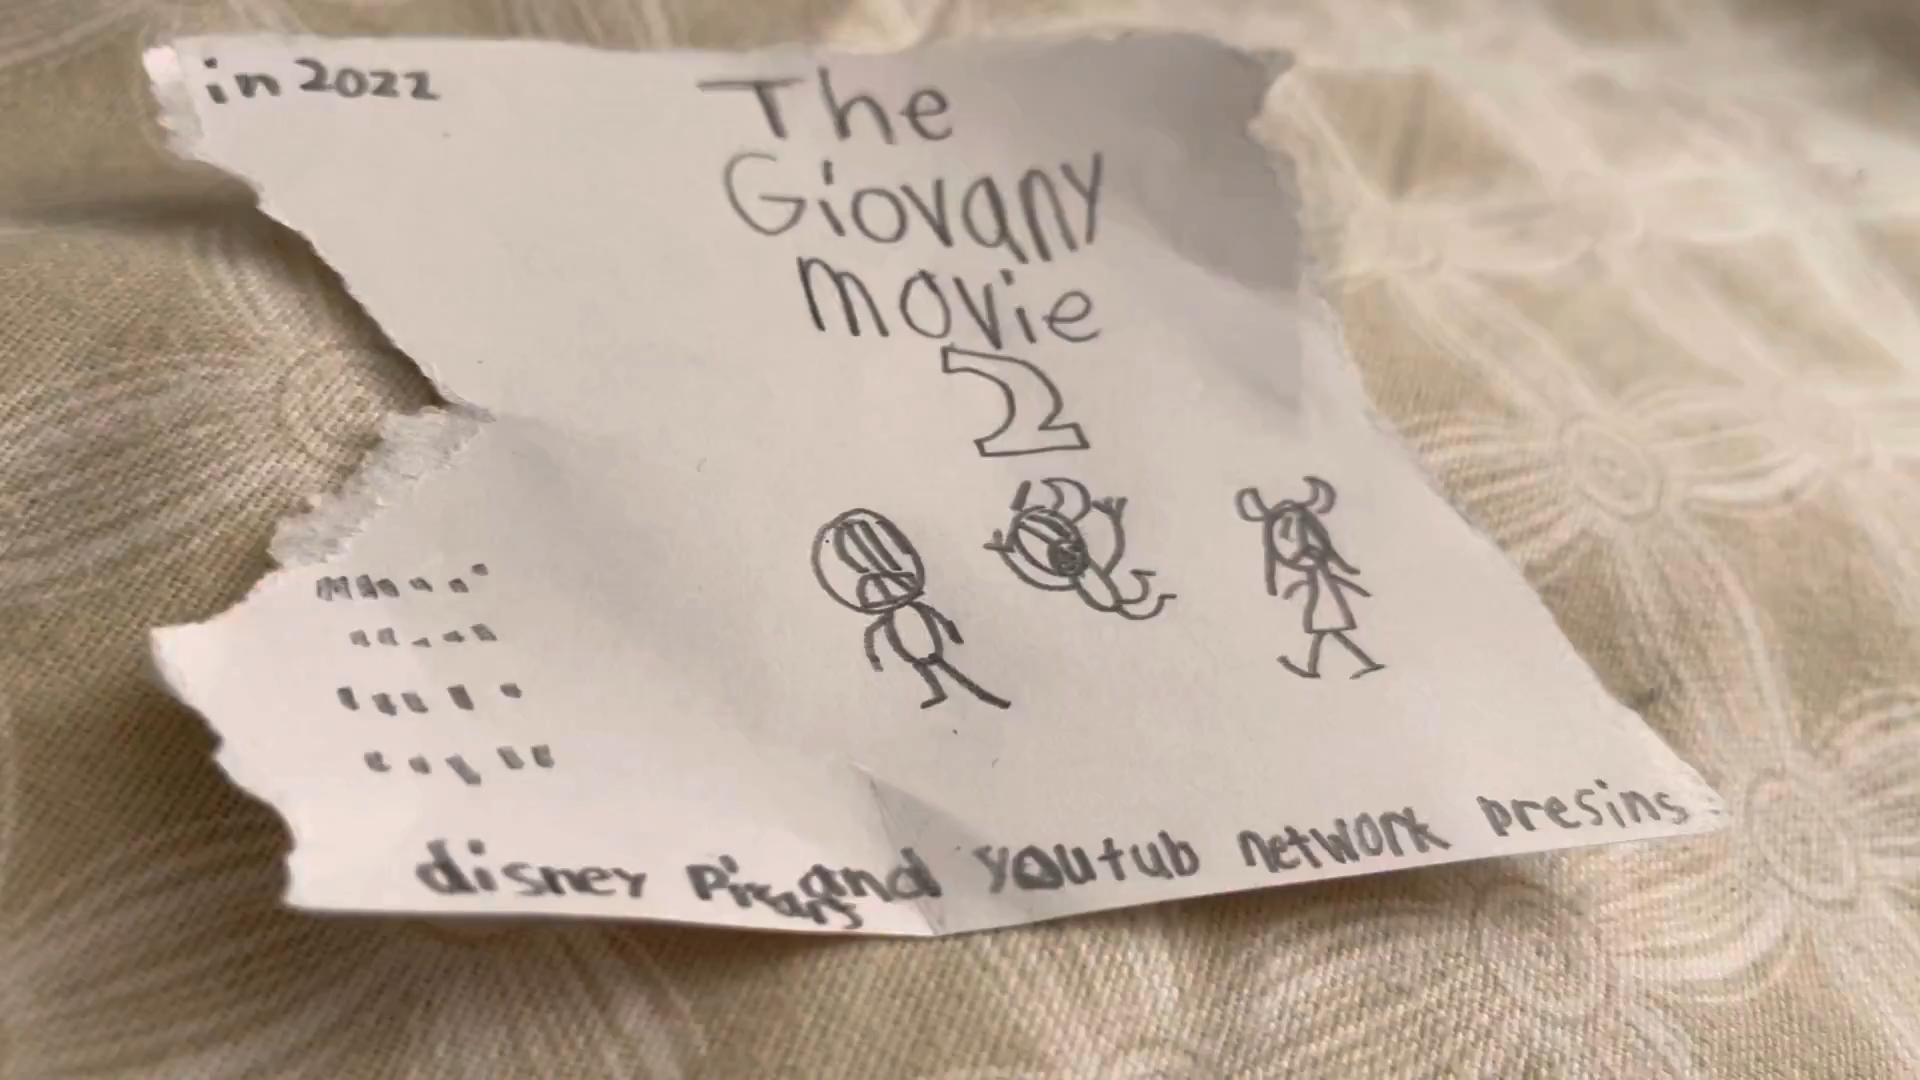 in 2022
The
Giovany
movie
2
disney and youtub network presins